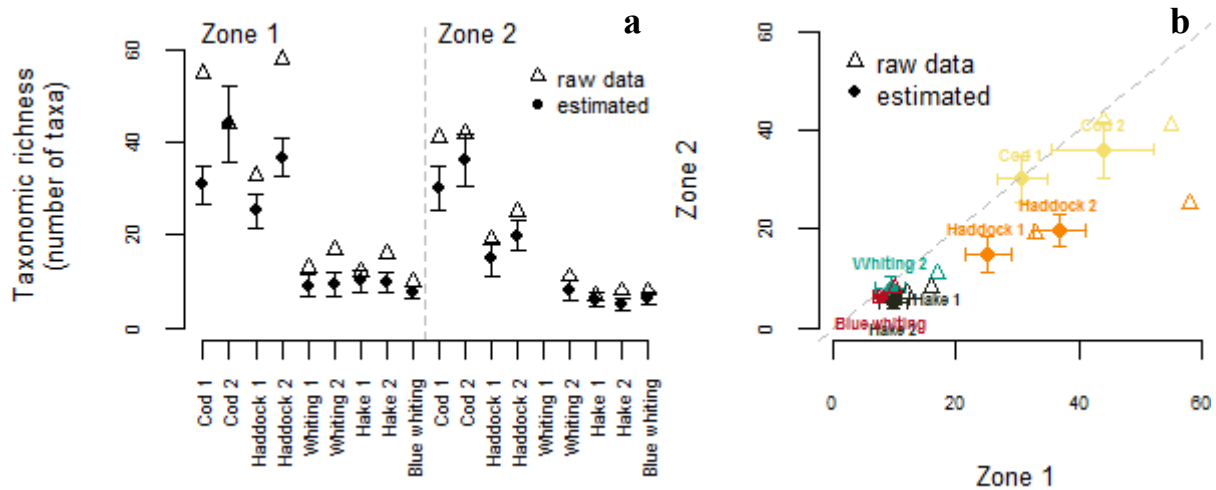 Zone 1
Zone 2
a
raw data
estimated
Taxonomic richness
(number of taxa)
60
40
20
0
Cod 1
Cod 2
Haddock 1
Haddock 2
Whiting 1
Whiting 2
Hake 1
Hake 2
Blue whiting
Cod 1
Cod 2
Haddock 1
Haddock 2
Whiting 1
Whiting 2
Hake 1
Hake 2
Blue whiting
b
raw data
estimated
Zone 2
60
40
20
0
Cod 2
Cod 1
Haddock 2
Haddock 1
Whiting 2
Hake 1
Blue whiting
Hake 2
0
20
40
60
Zone 1